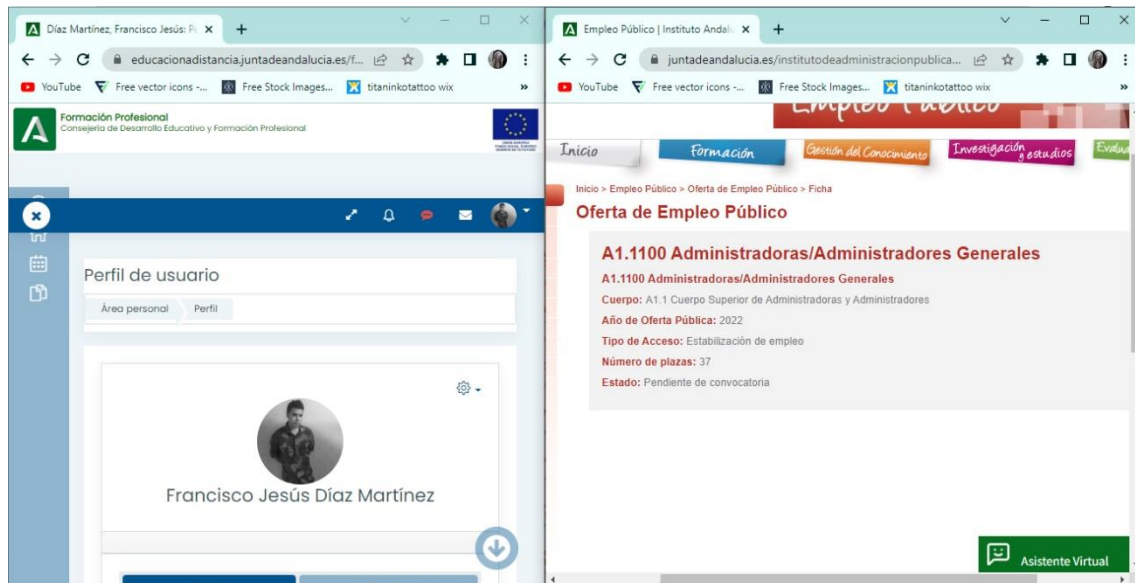 Díaz Martínez, Francisco Jesús: P
educacionadistancia.juntadeandalucia.es/f...
YouTube
Free vector icons -...
Free Stock Images...
titaninkotattoo wix
»
Formación Profesional
Consejería de Desarrollo Educativo y Formación Profesional
Perfil de usuario
Área personal
Perfil
Francisco Jesús Díaz Martínez
Empleo Público | Instituto Andal
juntadeandalucia.es/institutodeadministracionpublica...
YouTube
Free vector icons -...
Free Stock Images...
titaninkotattoo wix
»
Empleo Público
Inicio
Formación
Gestión del Conocimiento
Investigación y estudios
Evalua
Inicio > Empleo Público > Oferta de Empleo Público > Ficha
Oferta de Empleo Público
A1.1100 Administradoras/Administradores Generales
A1.1100 Administradoras/Administradores Generales
Cuerpo: A1.1 Cuerpo Superior de Administradoras y Administradores
Año de Oferta Pública: 2022
Tipo de Acceso: Estabilización de empleo
Número de plazas: 37
Estado: Pendiente de convocatoria
Asistente Virtual